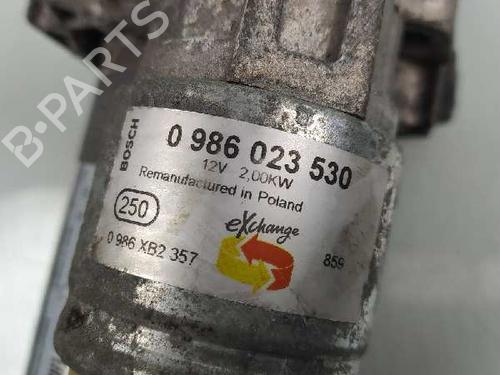 B-PARTS
BOSCH
0 986 023 530
12V 2,00KW
Remanufactured in Poland
250
eXchange
0 986 XB2 357
859